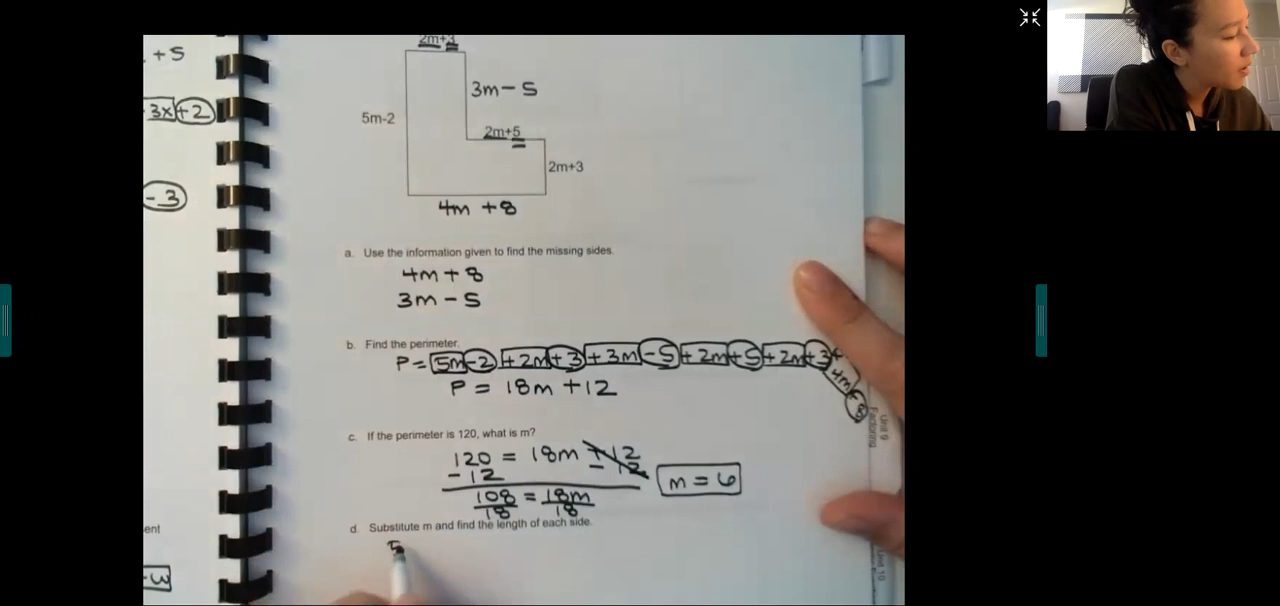 . +5
3x+2
-3
ent
-w
2m+3
3m-5
5m-2
2m+5
2m+3
4m +8
a. Use the information given to find the missing sides.
4m+8
3m-5
b. Find the perimeter.
P=5m-2+2m+3+3m-5+2m+5+2m+3+4m+8
P = 18m +12
c. If the perimeter is 120, what is m?
120 = 18m +12
-12 -12
108 = 18m
18 18
m = 6
d. Substitute m and find the length of each side.
5
Unit 9
Factoring
Unit 10